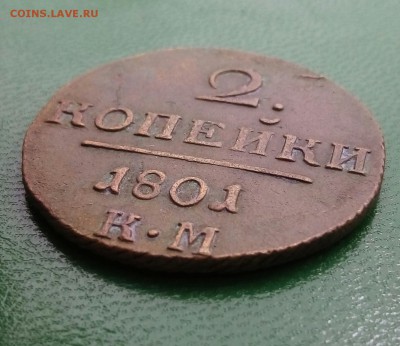 COINS.LAVE.RU
2.
КОПЕЙКИ
1801
К·М